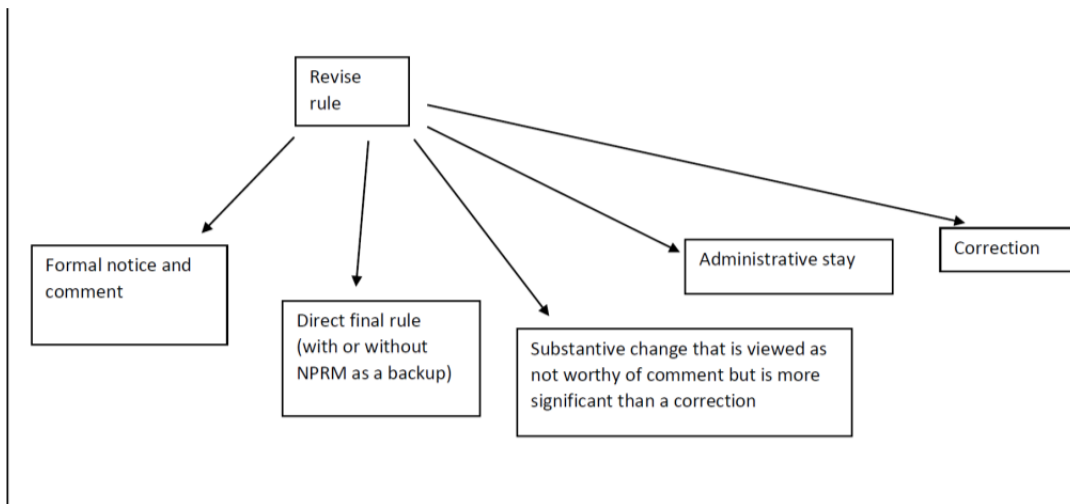 Revise
rule
Formal notice and
comment
Direct final rule
(with or without
NPRM as a backup)
Substantive change that is viewed as
not worthy of comment but is more
significant than a correction
Administrative stay
Correction